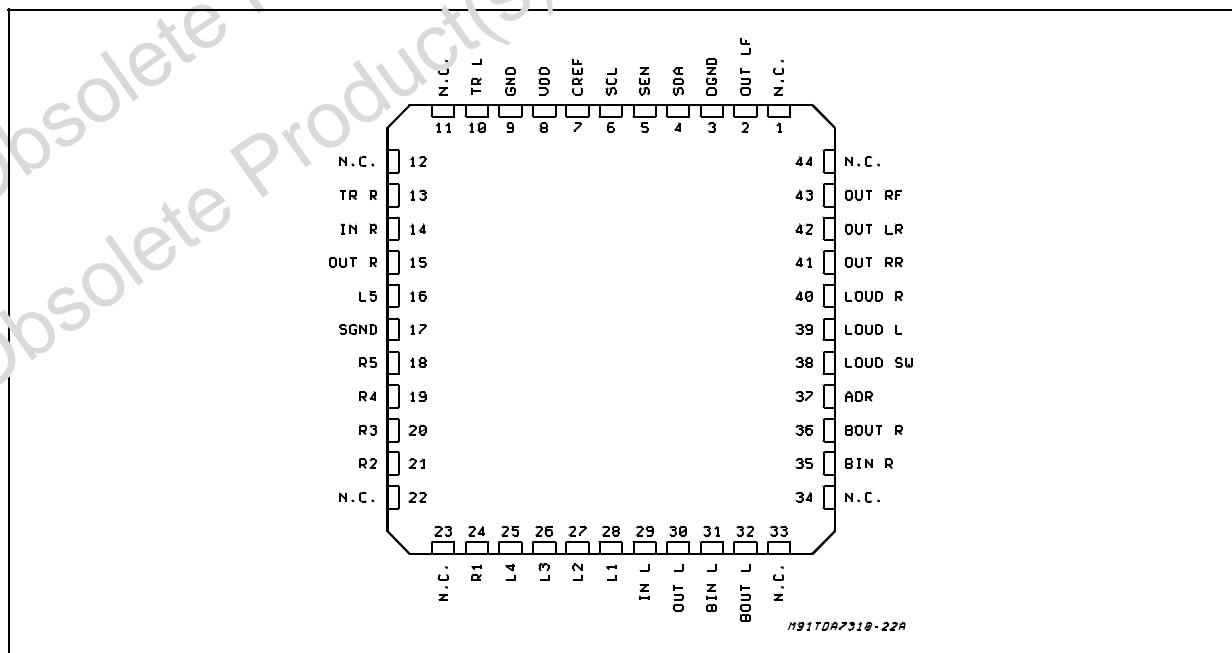 Obsolete Product(s)
Obsolete
N.C. TR L GND VDD CREF SCL SEN SDA DGND OUT LF N.C.
11 10 9 8 7 6 5 4 3 2 1
N.C. 12
TR R 13
IN R 14
OUT R 15
L5 16
SGND 17
R5 18
R4 19
R3 20
R2 21
N.C. 22
44 N.C.
43 OUT RF
42 OUT LR
41 OUT RR
40 LOUD R
39 LOUD L
38 LOUD SW
37 ADR
36 BOUT R
35 BIN R
34 N.C.
23 24 25 26 27 28 29 30 31 32 33
N.C. R1 L4 L3 L2 L1 IN L OUT L BIN L BOUT L N.C.
M91TDA7318-22A